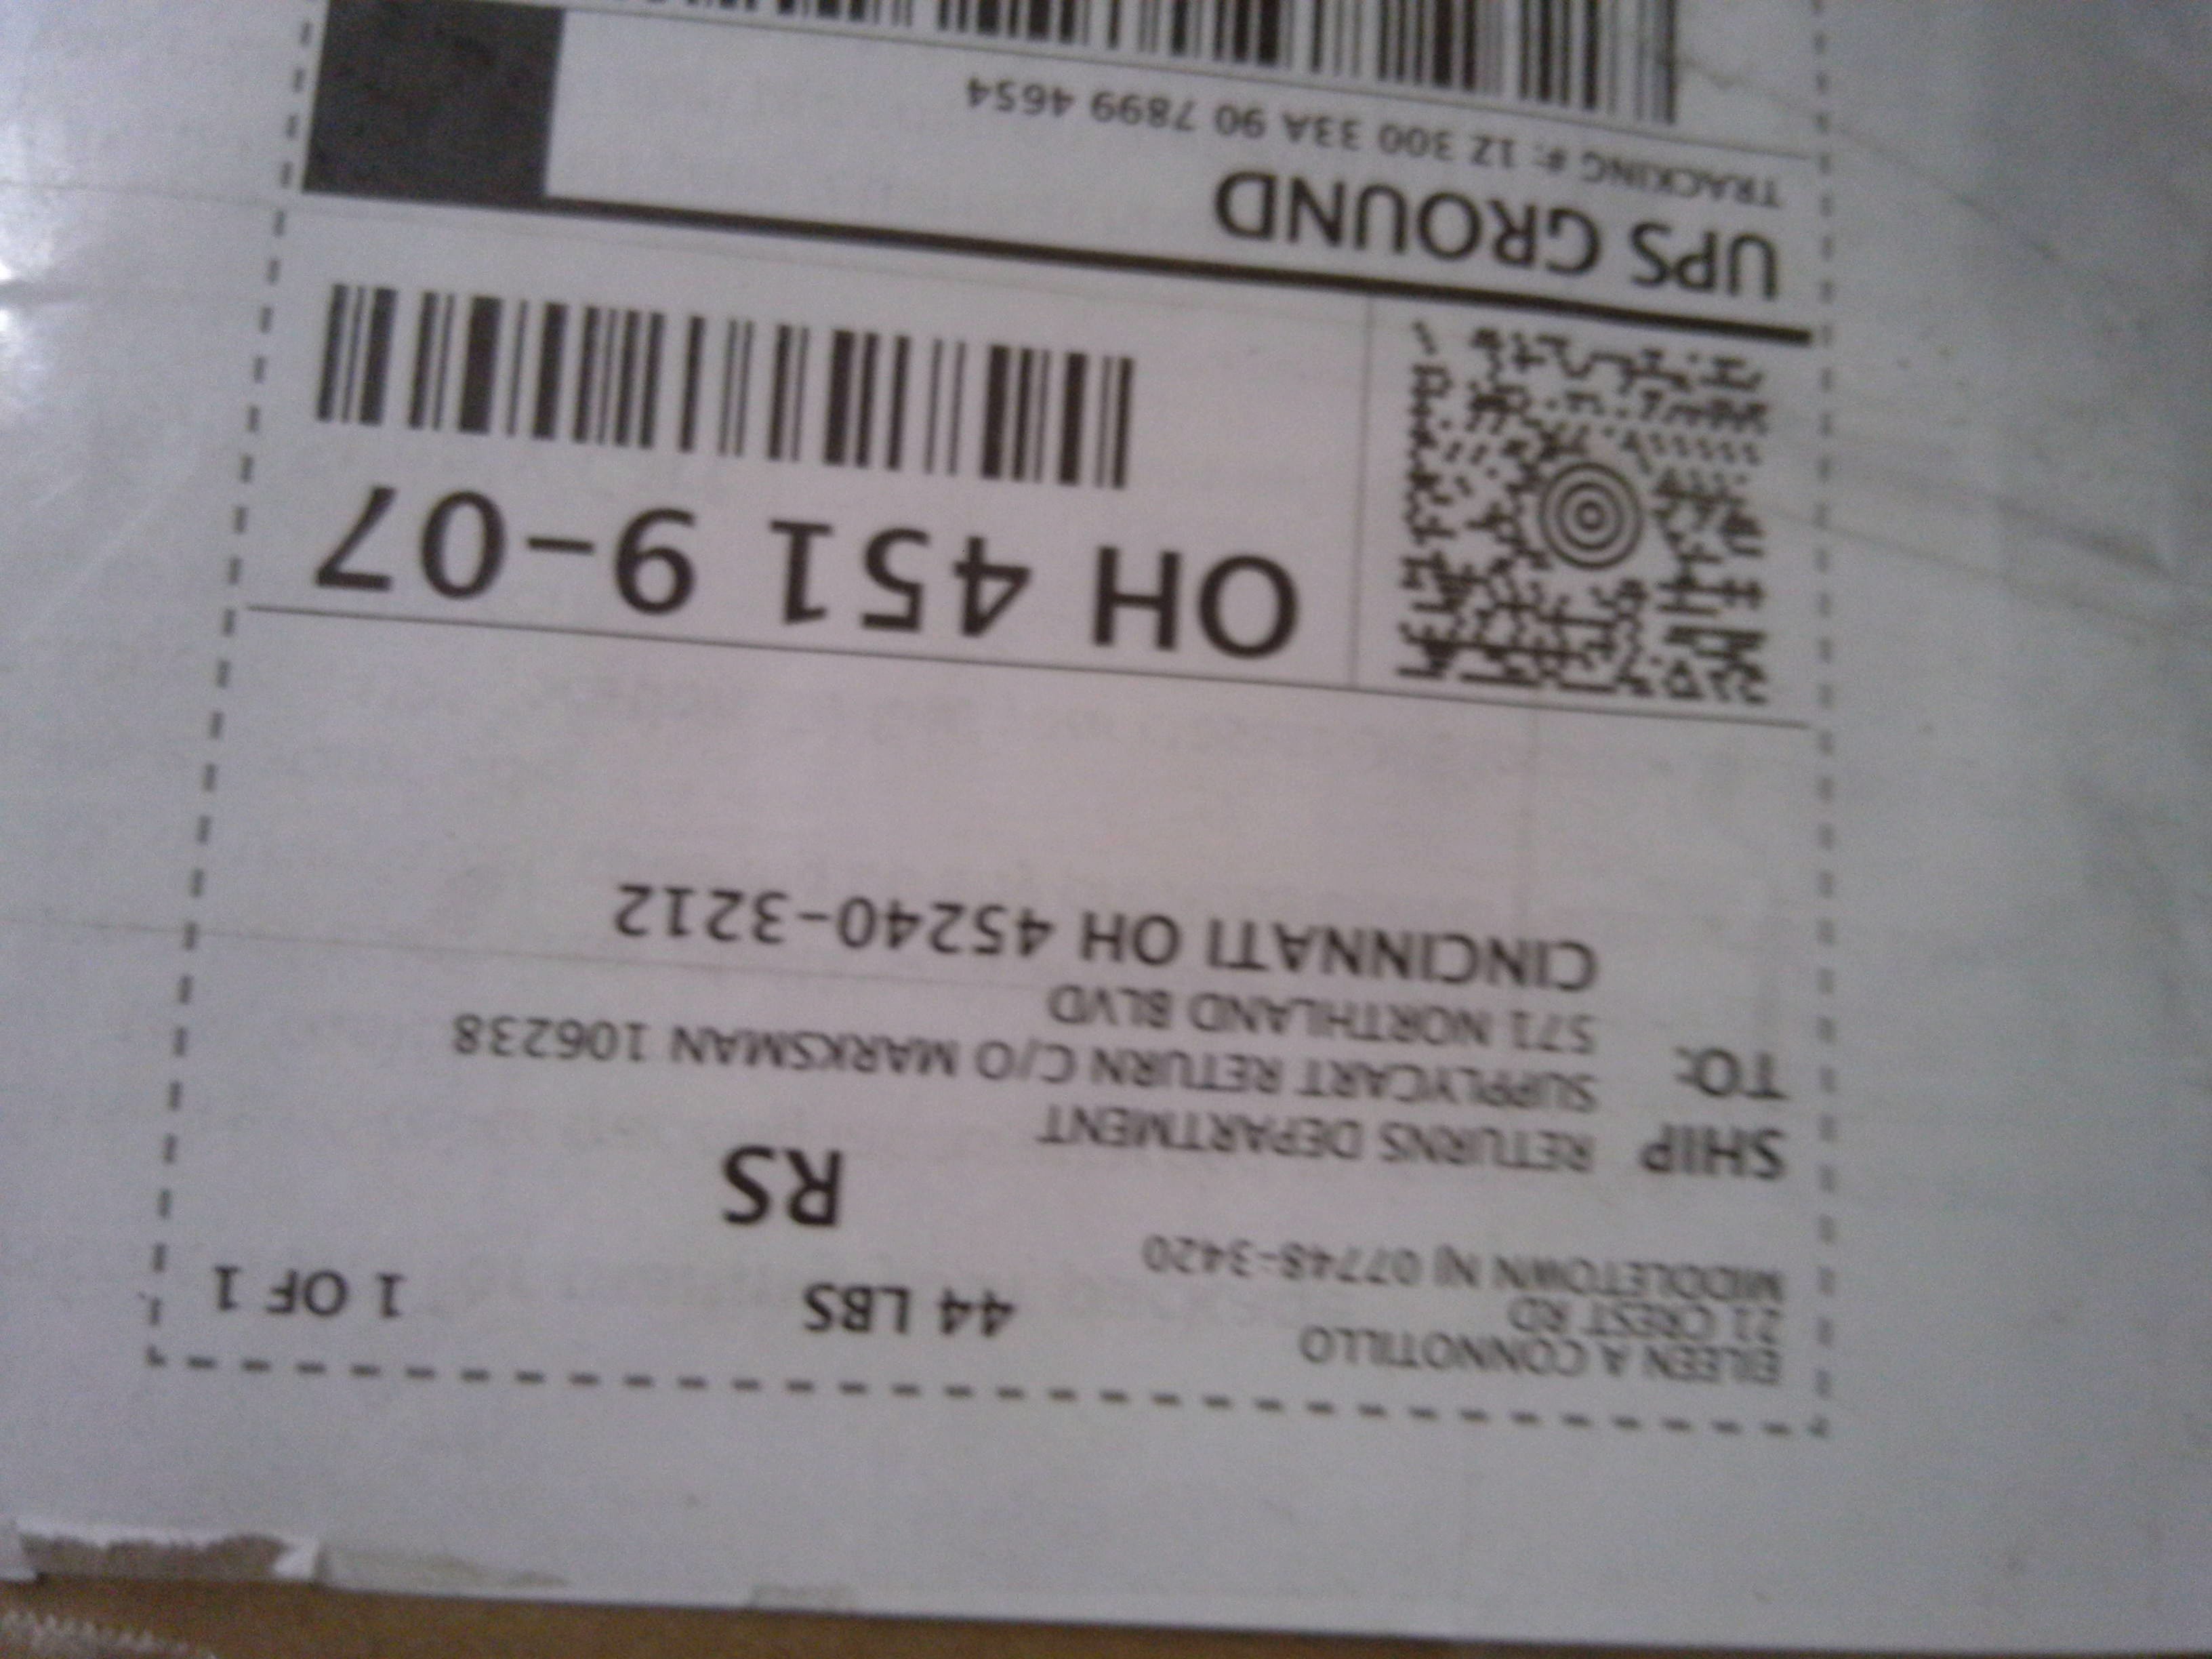 EILEEN A CONNOTILLO
21 CREST RD
MIDDLETOWN NJ 07748-3420
44 LBS
1 OF 1
RS
SHIP TO:
RETURNS DEPARTMENT
SUPPLYCART RETURN C/O MARKSMAN 106238
571 NORTHLAND BLVD
CINCINNATI OH 45240-3212
OH 451 9-07
UPS GROUND
TRACKING #: 1Z 300 33A 90 7899 4654